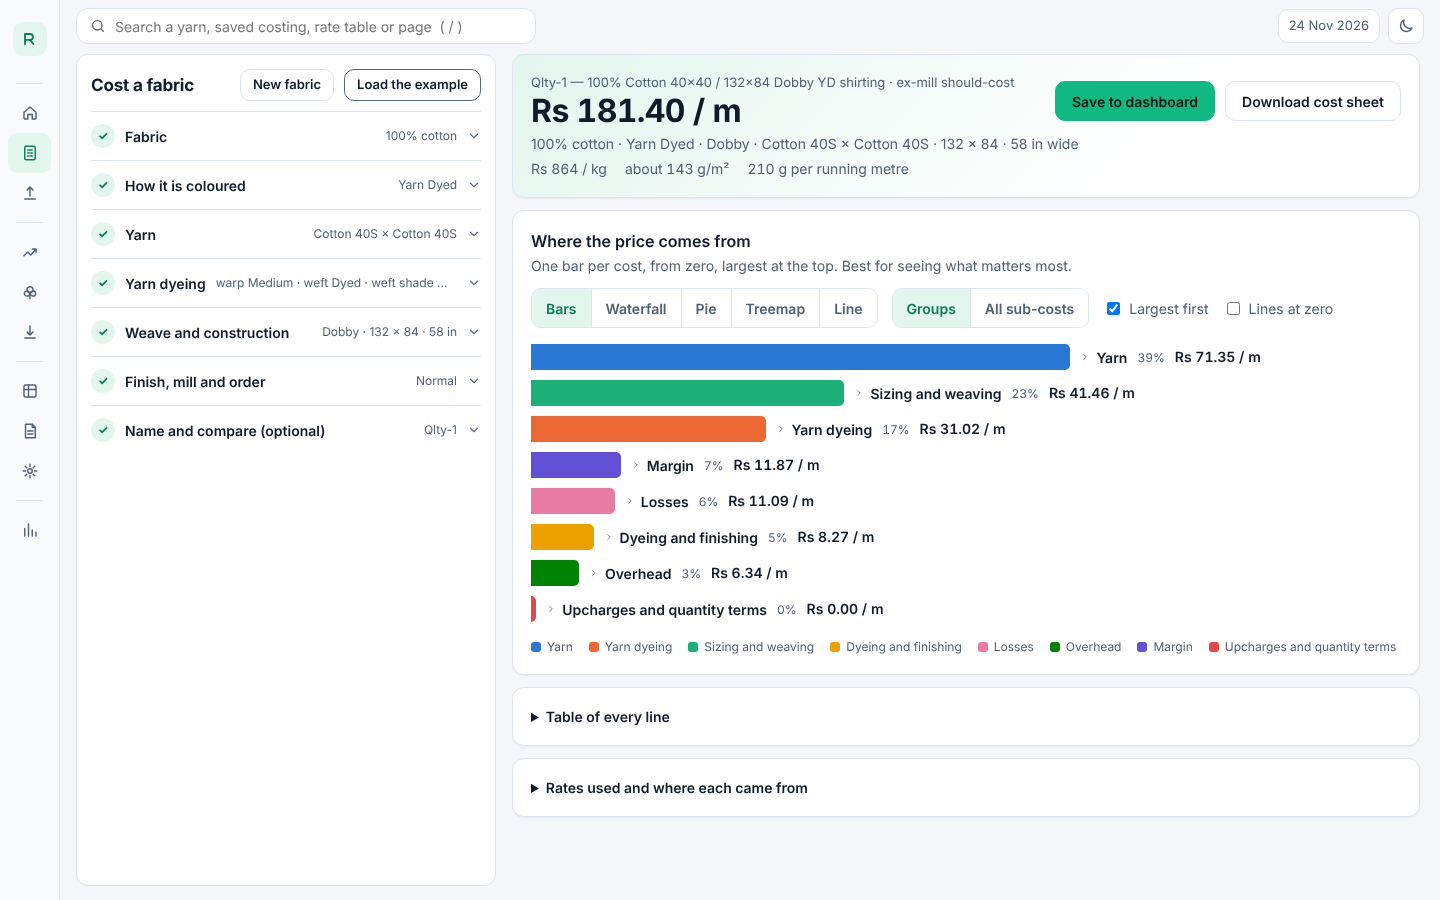 R
Search a yarn, saved costing, rate table or page ( / )
24 Nov 2026
Cost a fabric
New fabric
Load the example
Fabric 100% cotton
How it is coloured Yarn Dyed
Yarn Cotton 40S × Cotton 40S
Yarn dyeing warp Medium · weft Dyed · weft shade ...
Weave and construction Dobby · 132 × 84 · 58 in
Finish, mill and order Normal
Name and compare (optional) Qlty-1
Qlty-1 — 100% Cotton 40×40 / 132×84 Dobby YD shirting · ex-mill should-cost
Rs 181.40 / m
100% cotton · Yarn Dyed · Dobby · Cotton 40S × Cotton 40S · 132 × 84 · 58 in wide
Rs 864 / kg about 143 g/m² 210 g per running metre
Save to dashboard
Download cost sheet
Where the price comes from
One bar per cost, from zero, largest at the top. Best for seeing what matters most.
Bars Waterfall Pie Treemap Line Groups All sub-costs Largest first Lines at zero
Yarn 39% Rs 71.35 / m
Sizing and weaving 23% Rs 41.46 / m
Yarn dyeing 17% Rs 31.02 / m
Margin 7% Rs 11.87 / m
Losses 6% Rs 11.09 / m
Dyeing and finishing 5% Rs 8.27 / m
Overhead 3% Rs 6.34 / m
Upcharges and quantity terms 0% Rs 0.00 / m
Yarn Yarn dyeing Sizing and weaving Dyeing and finishing Losses Overhead Margin Upcharges and quantity terms
Table of every line
Rates used and where each came from